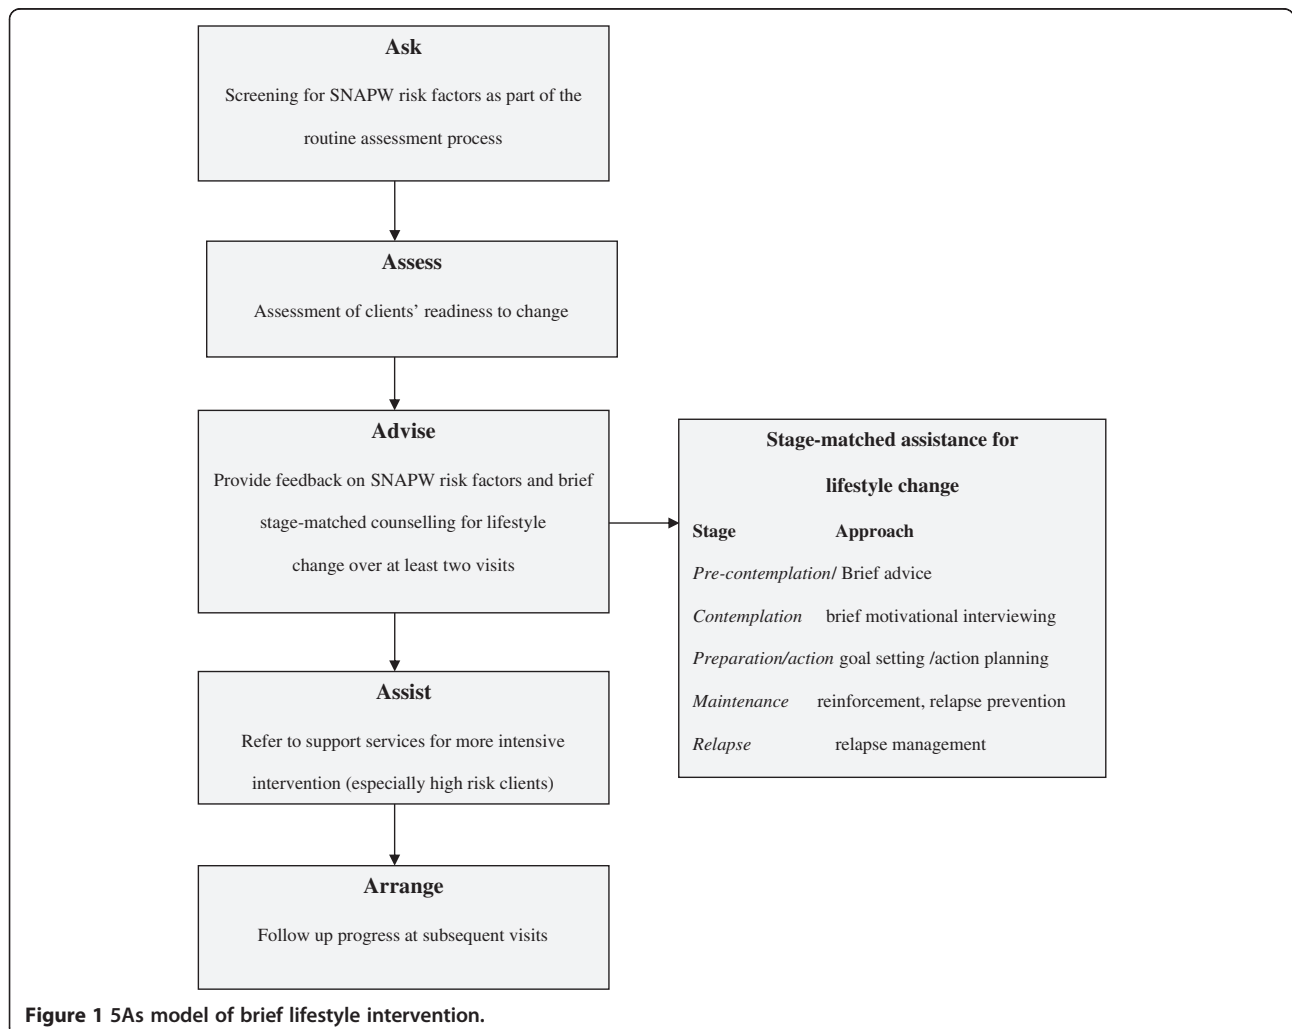 Ask
Screening for SNAPW risk factors as part of the
routine assessment process
Assess
Assessment of clients’ readiness to change
Advise
Provide feedback on SNAPW risk factors and brief
stage-matched counselling for lifestyle
change over at least two visits
Stage-matched assistance for
lifestyle change
Stage Approach
Pre-contemplation/ Brief advice
Contemplation brief motivational interviewing
Preparation/action goal setting /action planning
Maintenance reinforcement, relapse prevention
Relapse relapse management
Assist
Refer to support services for more intensive
intervention (especially high risk clients)
Arrange
Follow up progress at subsequent visits
Figure 1 5As model of brief lifestyle intervention.